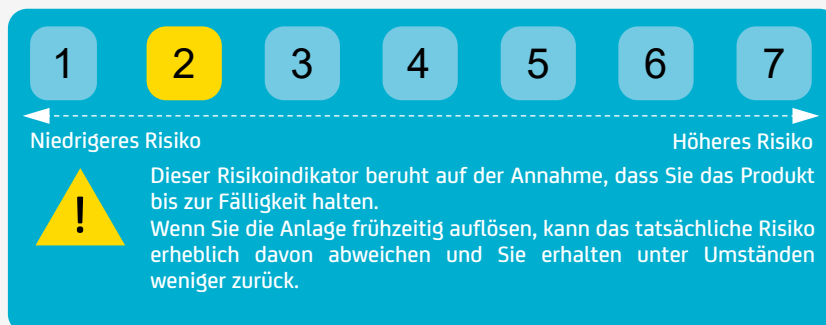 1 2 3 4 5 6 7
Niedrigeres Risiko Höheres Risiko
Dieser Risikoindikator beruht auf der Annahme, dass Sie das Produkt
bis zur Fälligkeit halten.
Wenn Sie die Anlage frühzeitig auflösen, kann das tatsächliche Risiko
erheblich davon abweichen und Sie erhalten unter Umständen
weniger zurück.
!